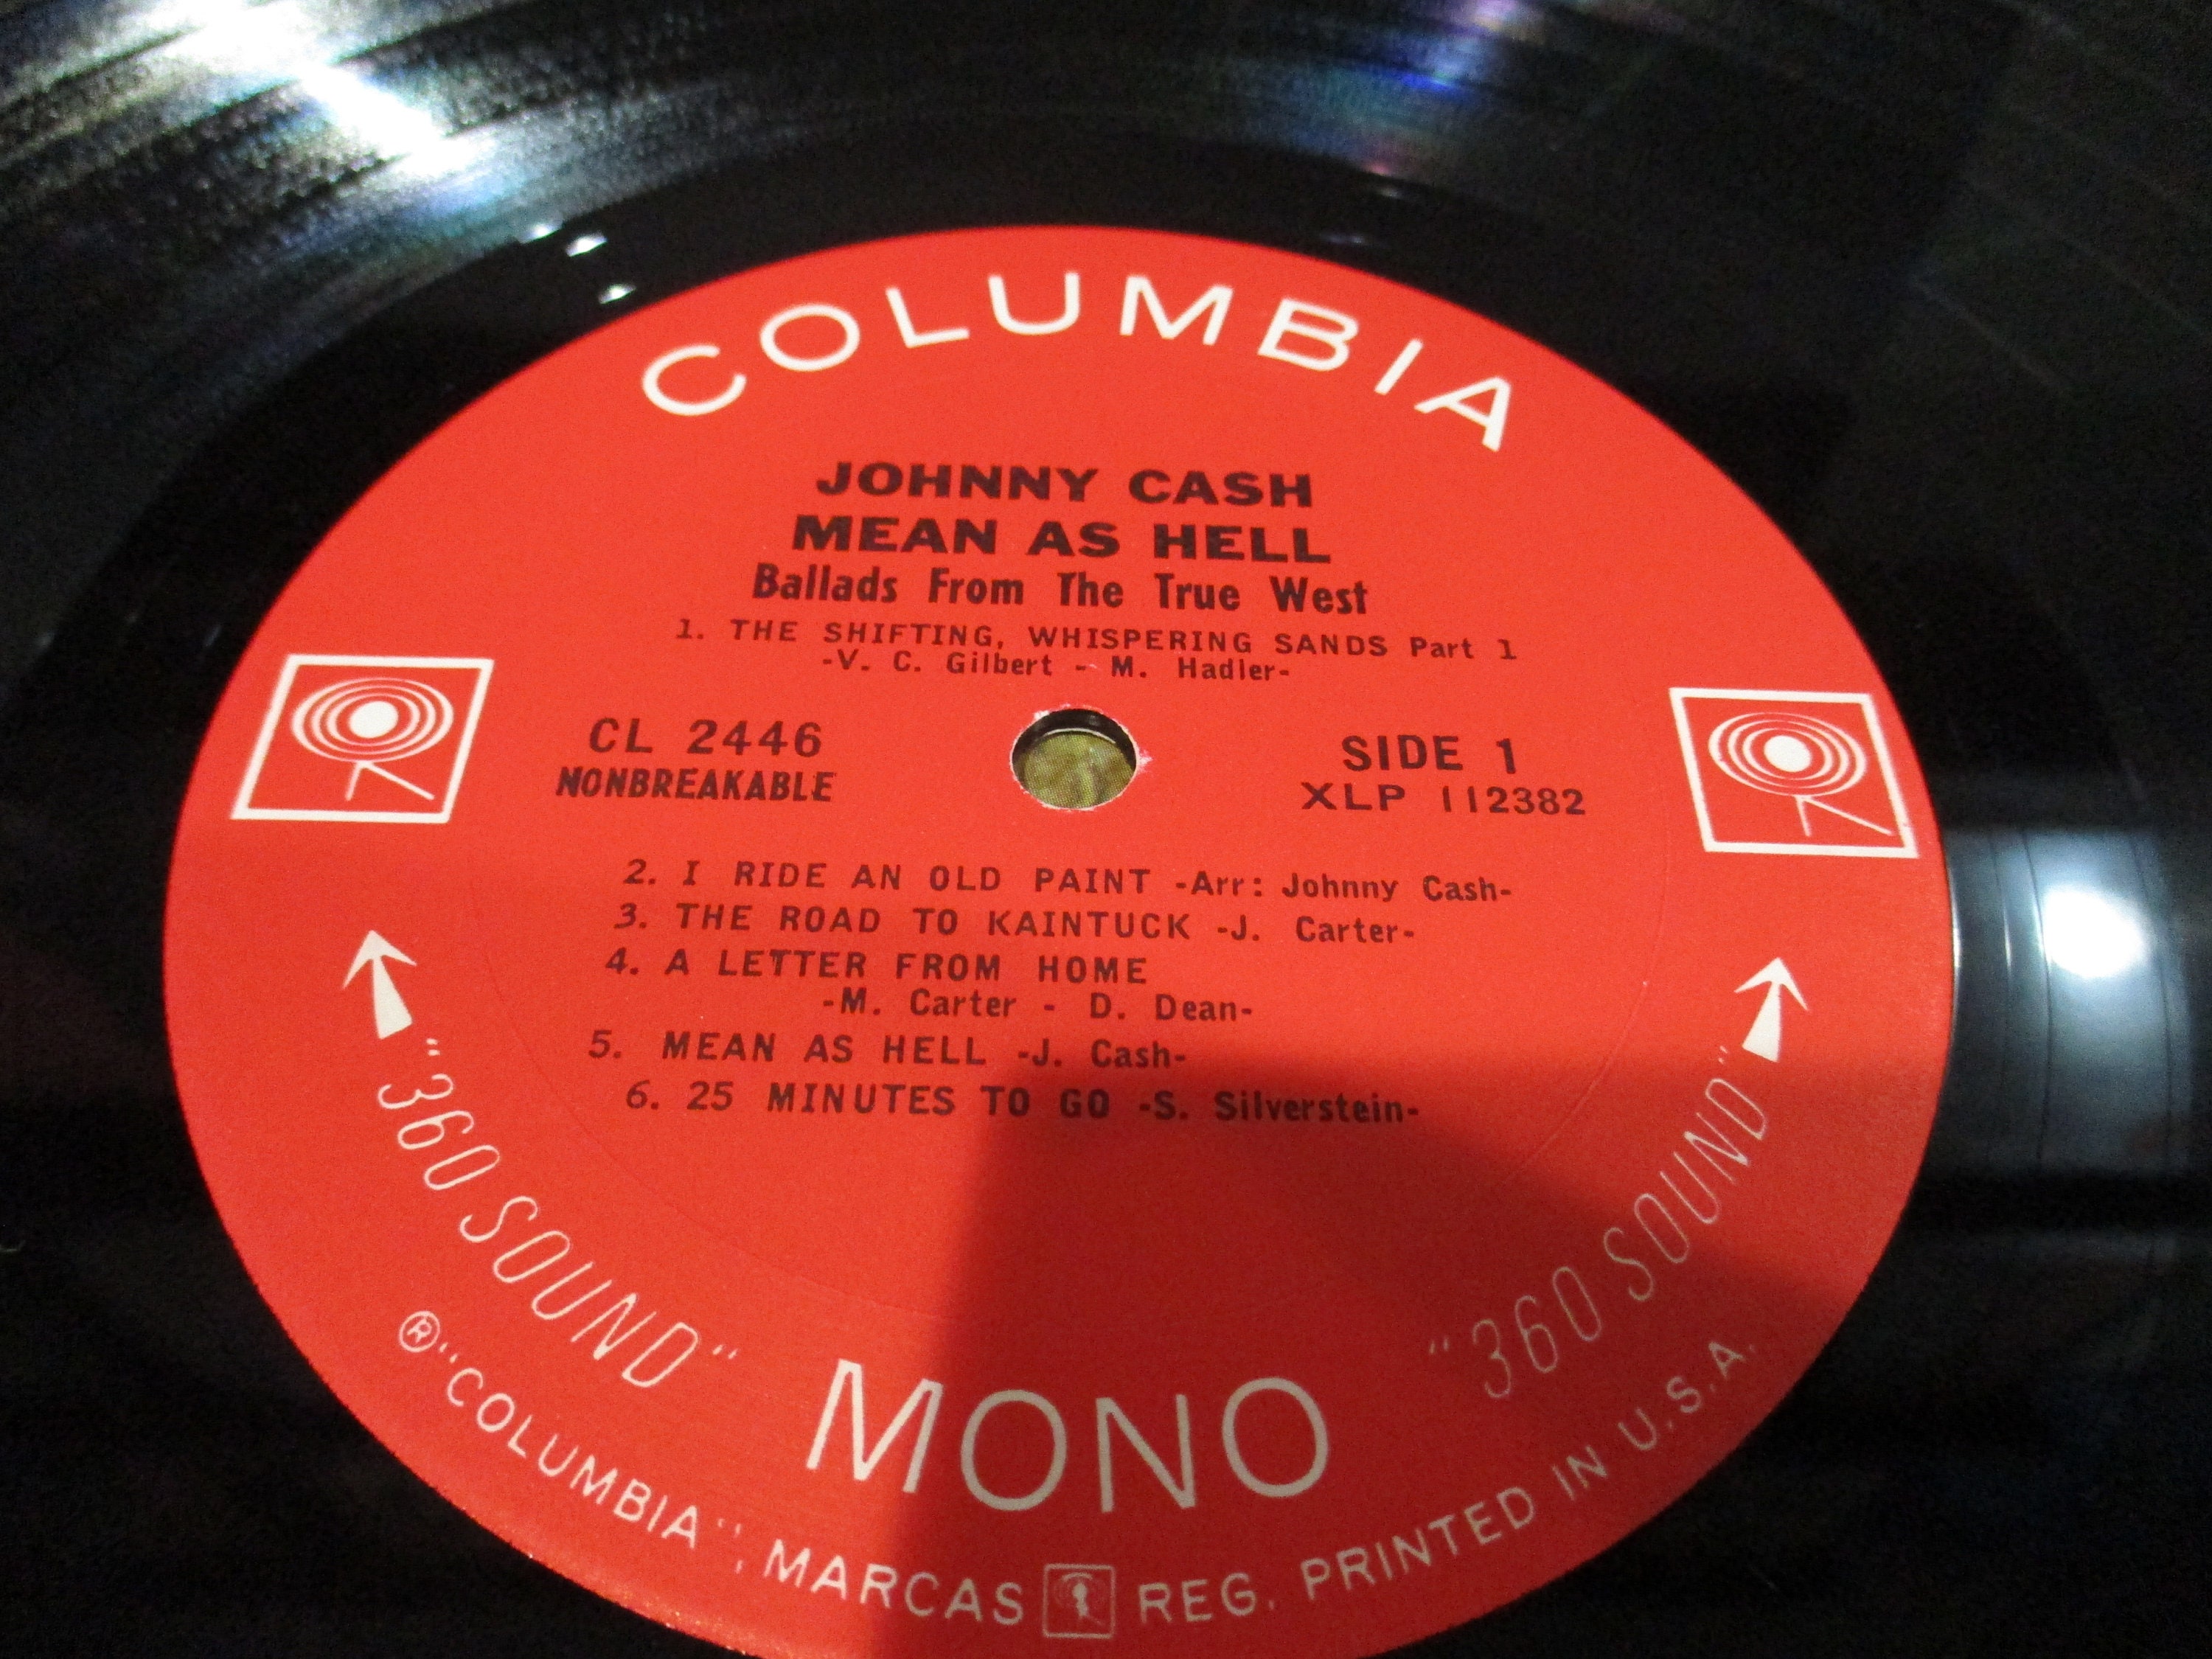 COLUMBIA
JOHNNY CASH
MEAN AS HELL
Ballads From The True West
1. THE SHIFTING, WHISPERING SANDS Part 1
-V. C. Gilbert - M. Hadler-
CL 2446
NONBREAKABLE
SIDE 1
XLP 112382
2. I RIDE AN OLD PAINT -Arr: Johnny Cash-
3. THE ROAD TO KAINTUCK -J. Carter-
4. A LETTER FROM HOME
-M. Carter - D. Dean-
5. MEAN AS HELL -J. Cash-
6. 25 MINUTES TO GO -S. Silverstein-
"360 SOUND"
MONO
"360 SOUND"
®"COLUMBIA", MARCAS REG. PRINTED IN U.S.A.